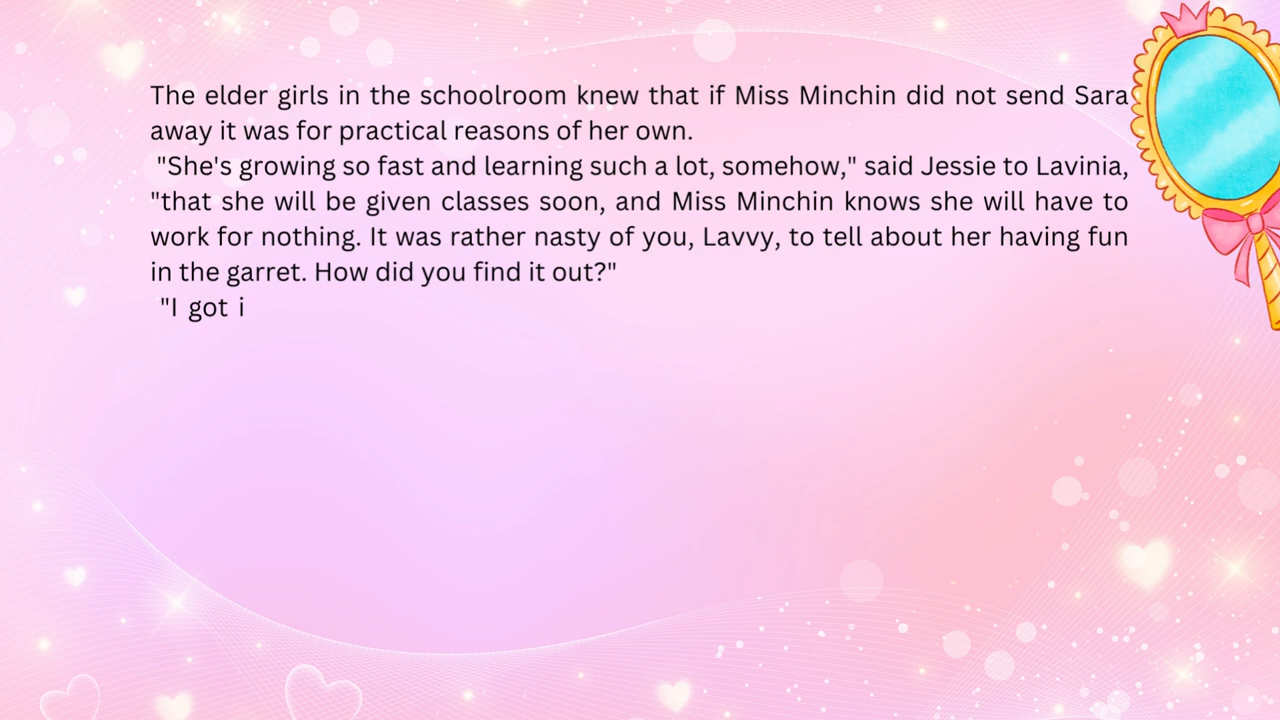 The elder girls in the schoolroom knew that if Miss Minchin did not send Sara
away it was for practical reasons of her own.
"She's growing so fast and learning such a lot, somehow," said Jessie to Lavinia,
"that she will be given classes soon, and Miss Minchin knows she will have to
work for nothing. It was rather nasty of you, Lavvy, to tell about her having fun
in the garret. How did you find it out?"
"I got i